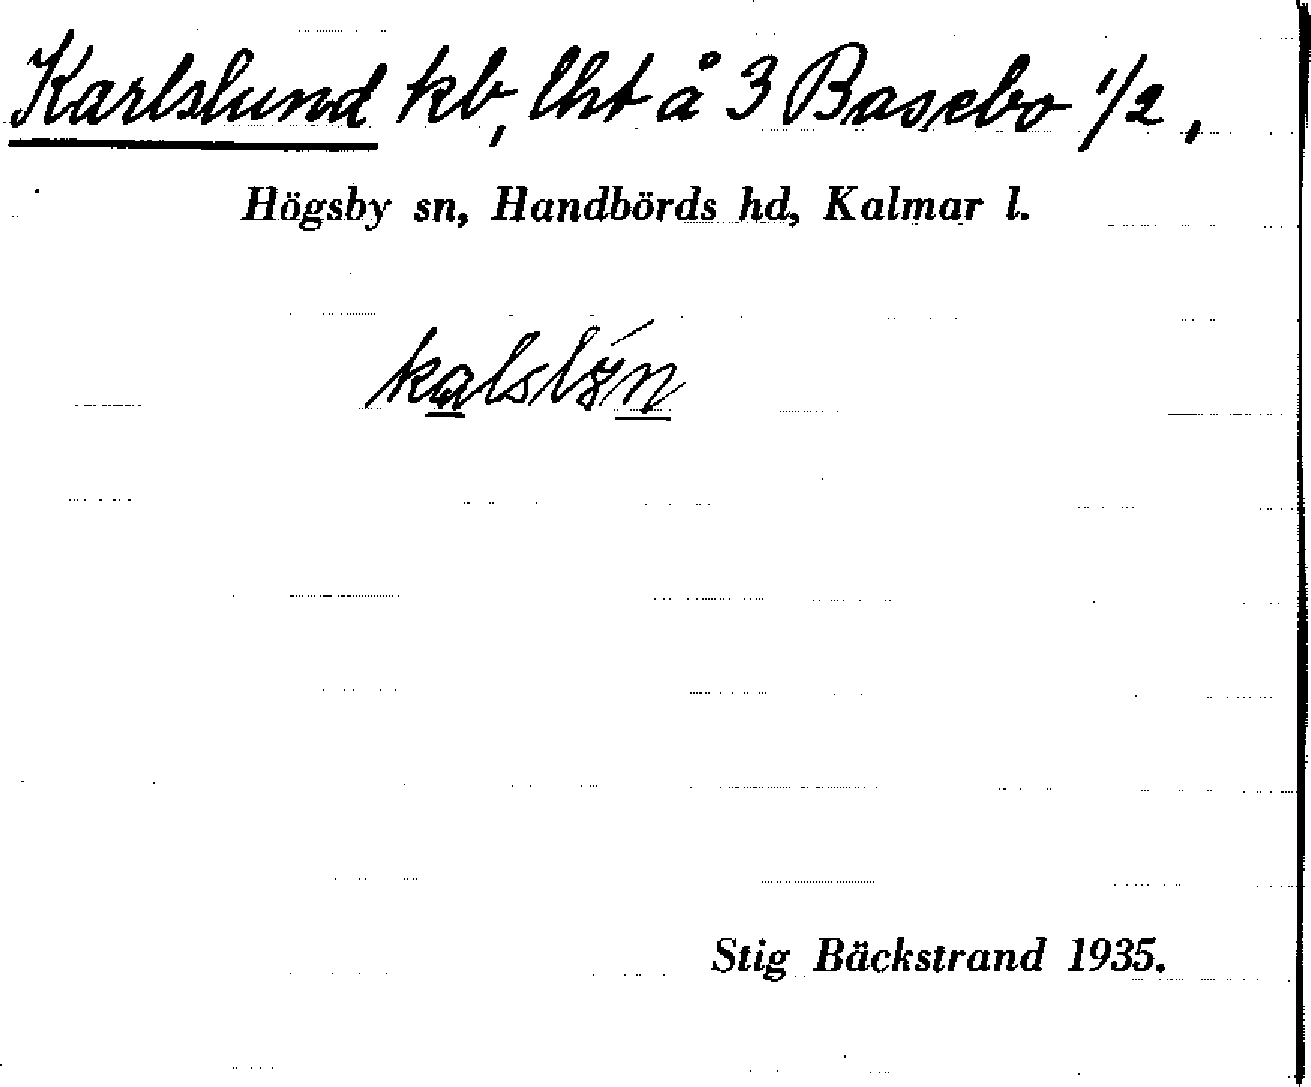 Karlslund kb, lht å 3 Basebo 1/2,
Högsby sn, Handbörds hd, Kalmar l.
Stig Bäckstrand 1935.